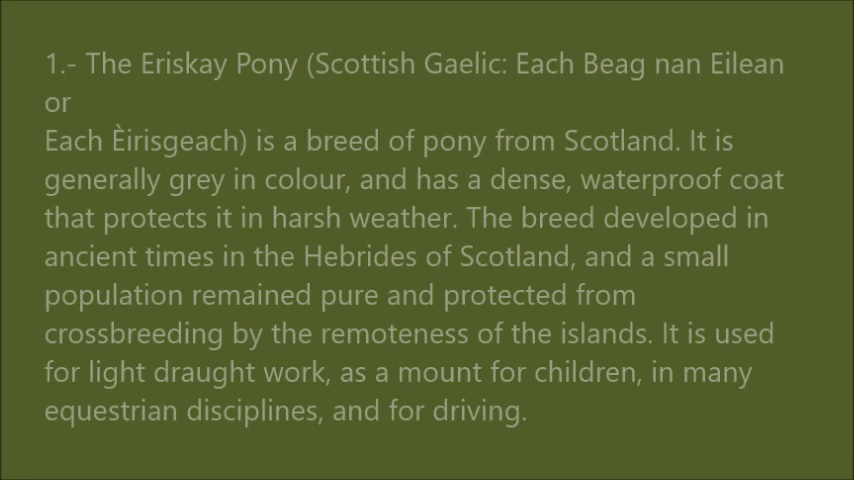 1.- The Eriskay Pony (Scottish Gaelic: Each Beag nan Eilean
or
Each Èirisgeach) is a breed of pony from Scotland. It is
generally grey in colour, and has a dense, waterproof coat
that protects it in harsh weather. The breed developed in
ancient times in the Hebrides of Scotland, and a small
population remained pure and protected from
crossbreeding by the remoteness of the islands. It is used
for light draught work, as a mount for children, in many
equestrian disciplines, and for driving.